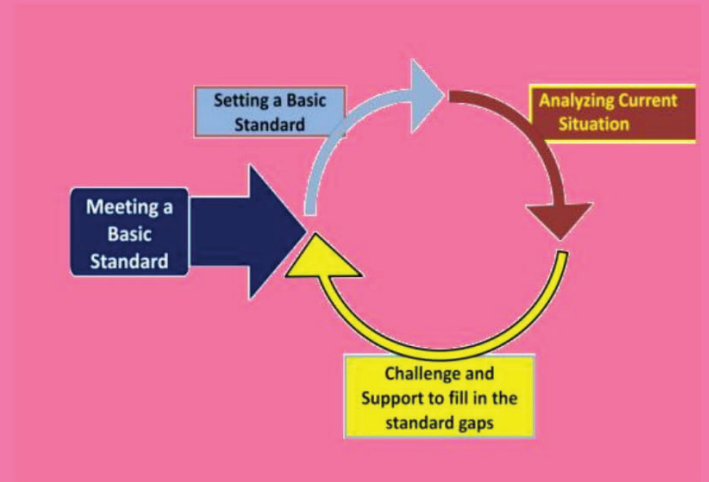 Setting a Basic
Standard
Analyzing Current
Situation
Meeting a
Basic
Standard
Challenge and
Support to fill in the
standard gaps